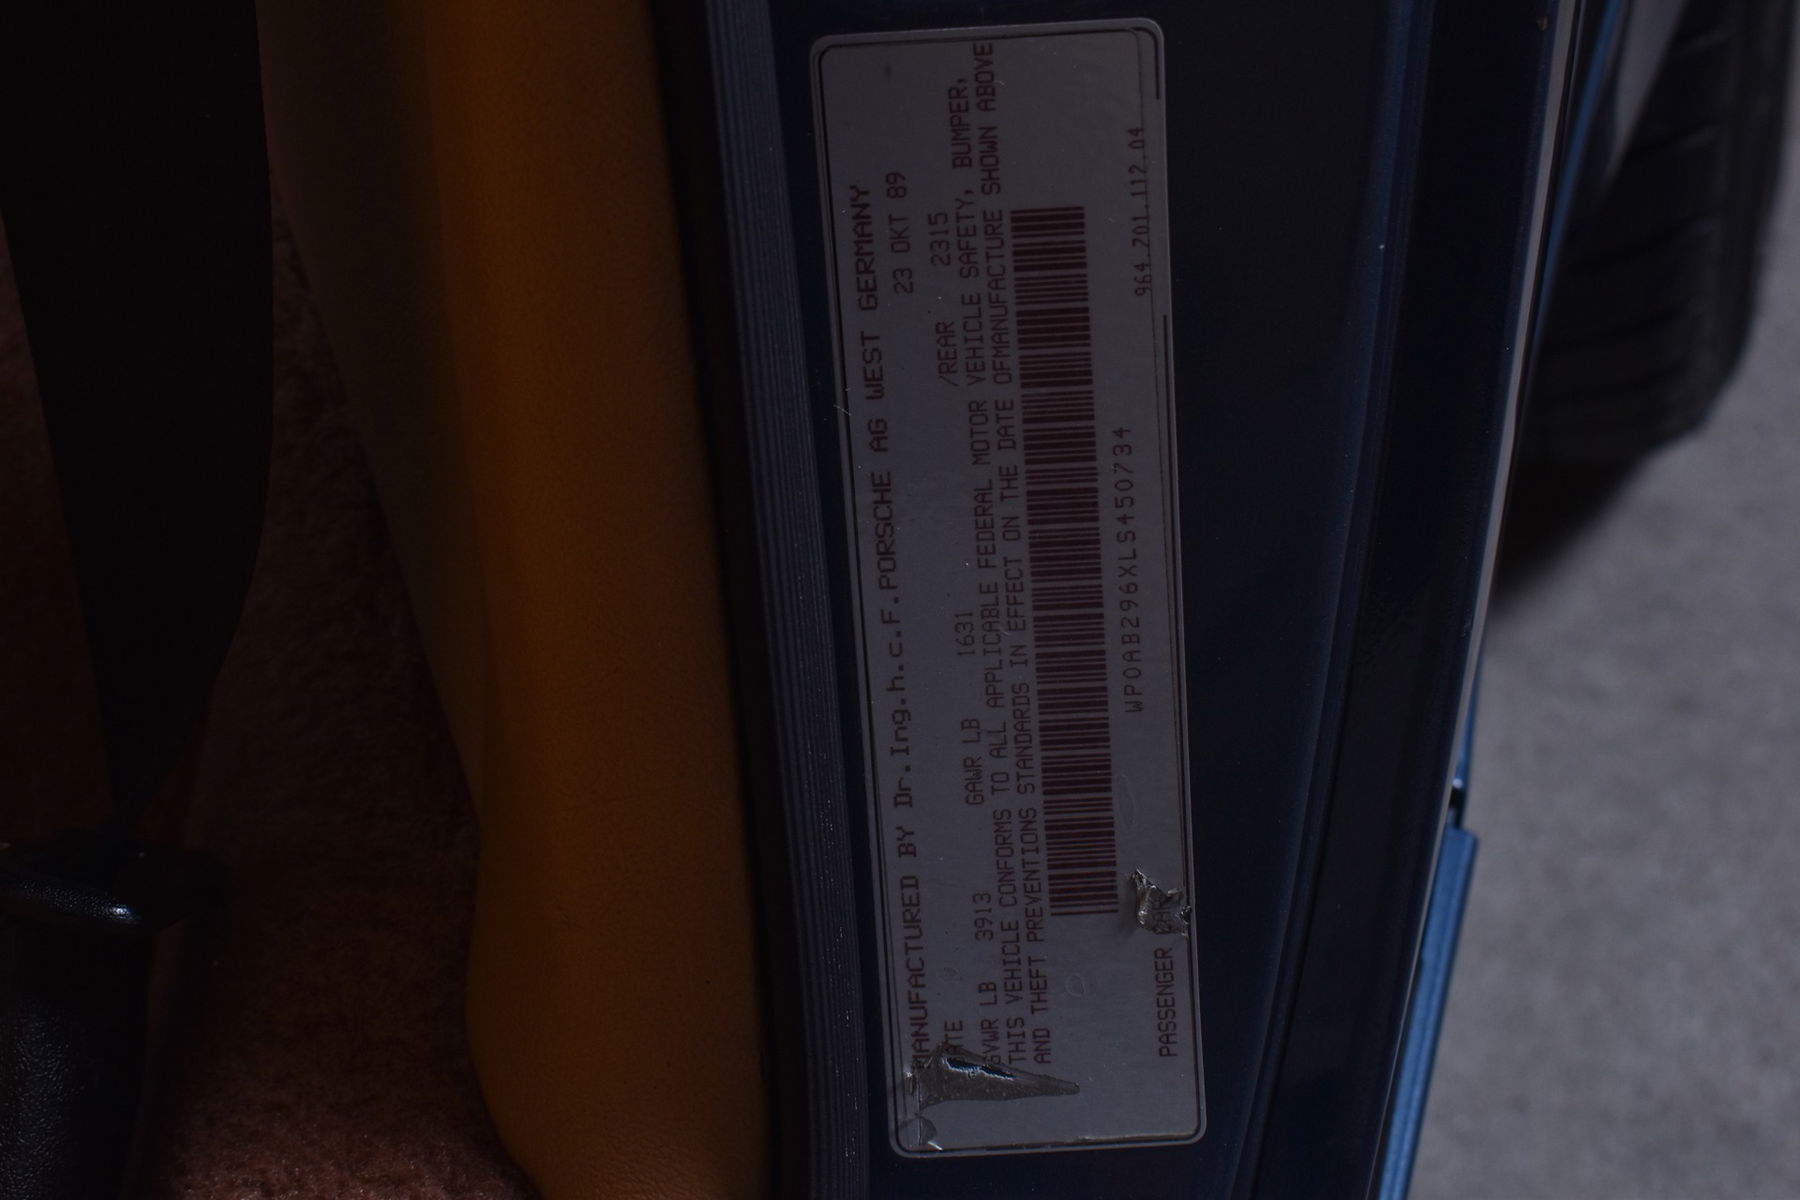 MANUFACTURED BY Dr.Ing.h.c.F.PORSCHE AG WEST GERMANY
ATE 23 OKT 89
GVWR LB 3913 GAWR LB 1631 /REAR 2315
THIS VEHICLE CONFORMS TO ALL APPLICABLE FEDERAL MOTOR VEHICLE SAFETY, BUMPER,
AND THEFT PREVENTIONS STANDARDS IN EFFECT ON THE DATE OFMANUFACTURE SHOWN ABOVE
WP0AB296XLS450734
PASSENGER CAR
964.701.112.04